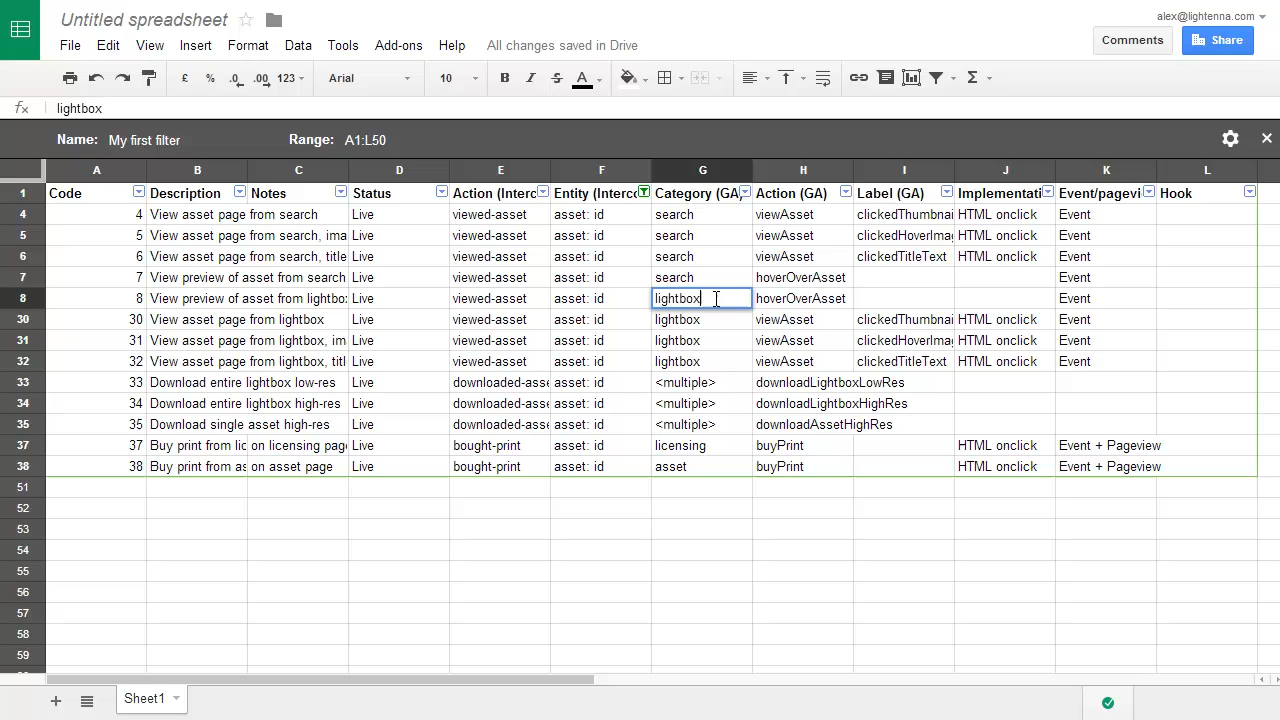 Untitled spreadsheet
alex@lightenna.com
File Edit View Insert Format Data Tools Add-ons Help All changes saved in Drive
Comments Share
£ % .0 .00 123 Arial 10 B I S A Σ
fx lightbox
Name: My first filter Range: A1:L50
A B C D E F G H I J K L
1 Code Description Notes Status Action (Interc Entity (Interc Category (GA) Action (GA) Label (GA) Implementati Event/pagevi Hook
4 4 View asset page from search Live viewed-asset asset: id search viewAsset clickedThumbnai HTML onclick Event
5 5 View asset page from search, ima Live viewed-asset asset: id search viewAsset clickedHoverImag HTML onclick Event
6 6 View asset page from search, title Live viewed-asset asset: id search viewAsset clickedTitleText HTML onclick Event
7 7 View preview of asset from search Live viewed-asset asset: id search hoverOverAsset Event
8 8 View preview of asset from lightbo Live viewed-asset asset: id lightbox hoverOverAsset Event
30 30 View asset page from lightbox Live viewed-asset asset: id lightbox viewAsset clickedThumbnai HTML onclick Event
31 31 View asset page from lightbox, im Live viewed-asset asset: id lightbox viewAsset clickedHoverImag HTML onclick Event
32 32 View asset page from lightbox, titl Live viewed-asset asset: id lightbox viewAsset clickedTitleText HTML onclick Event
33 33 Download entire lightbox low-res Live downloaded-asse asset: id <multiple> downloadLightboxLowRes
34 34 Download entire lightbox high-res Live downloaded-asse asset: id <multiple> downloadLightboxHighRes
35 35 Download single asset high-res Live downloaded-asse asset: id <multiple> downloadAssetHighRes
37 37 Buy print from lic on licensing page Live bought-print asset: id licensing buyPrint HTML onclick Event + Pageview
38 38 Buy print from as on asset page Live bought-print asset: id asset buyPrint HTML onclick Event + Pageview
51
52
53
54
55
56
57
58
59
Sheet1